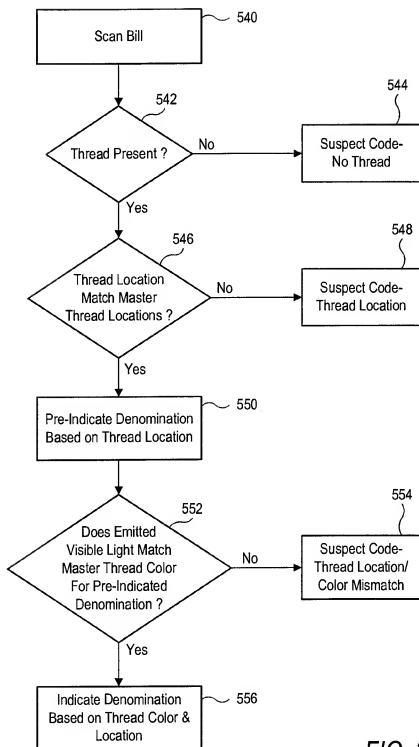 Scan Bill
540
542
Thread Present ?
No
544
Suspect Code-
No Thread
Yes
546
Thread Location
Match Master
Thread Locations ?
No
548
Suspect Code-
Thread Location
Yes
550
Pre-Indicate Denomination
Based on Thread Location
552
Does Emitted
Visible Light Match
Master Thread Color
For Pre-Indicated
Denomination ?
No
554
Suspect Code-
Thread Location/
Color Mismatch
Yes
Indicate Denomination
Based on Thread Color &
Location
556